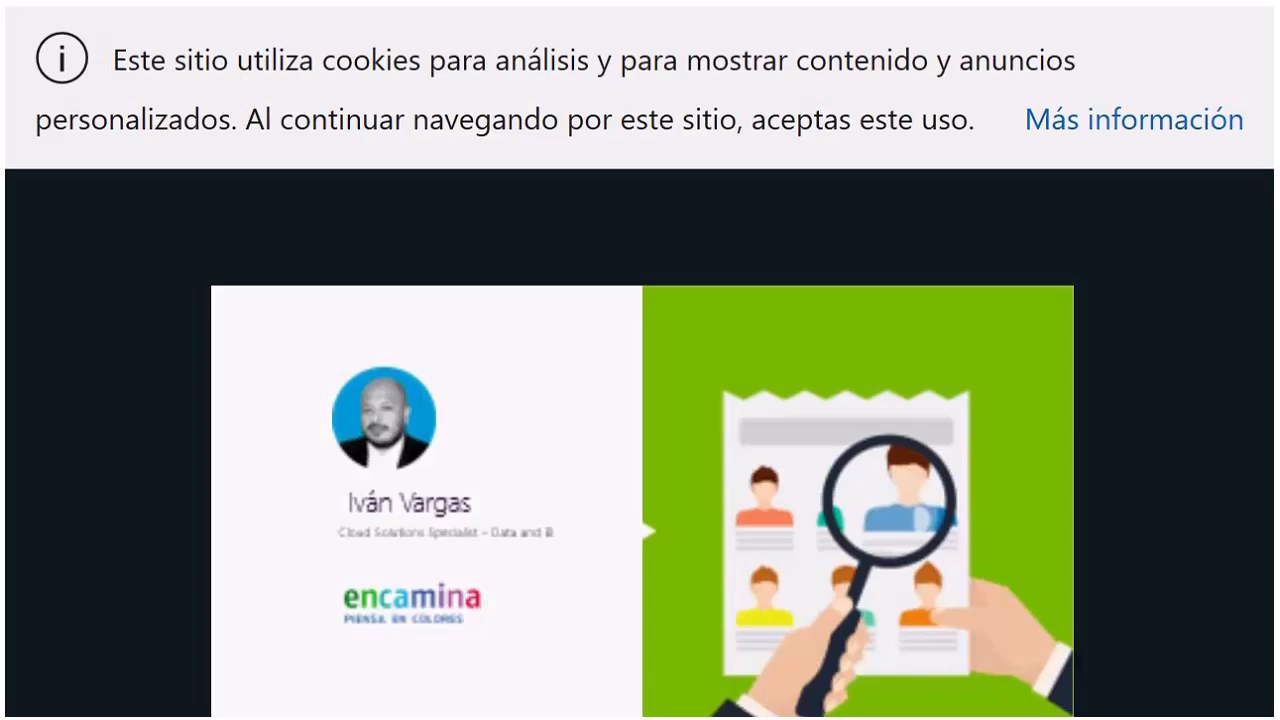 Este sitio utiliza cookies para análisis y para mostrar contenido y anuncios
personalizados. Al continuar navegando por este sitio, aceptas este uso. Más información
Iván Vargas
Cloud Solutions Specialist – Data and BI
encamina
PIENSA EN COLORES